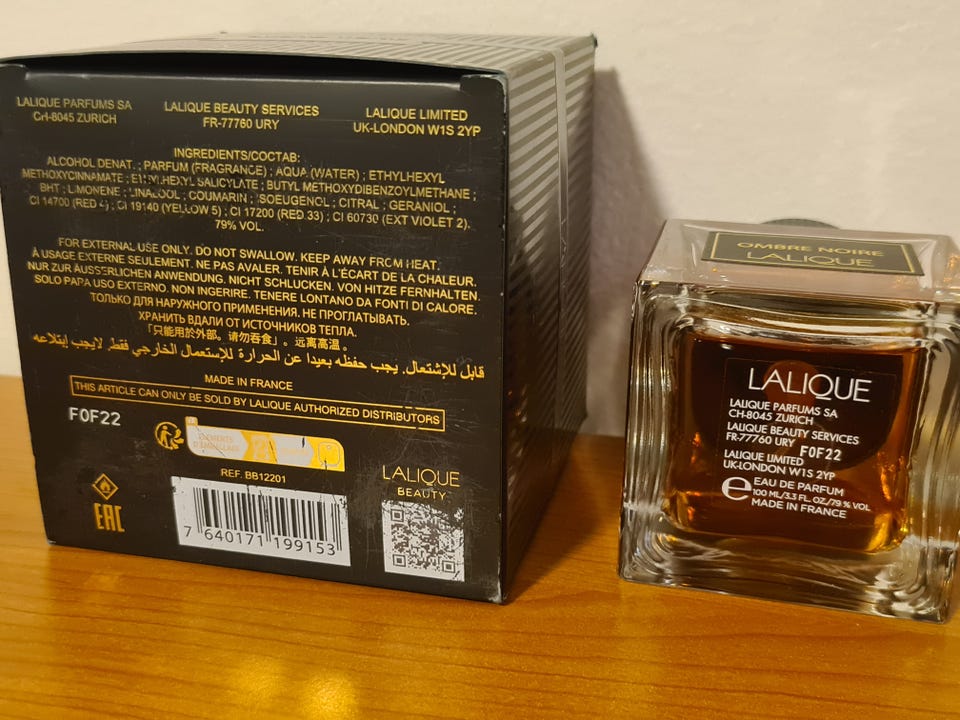 LALIQUE PARFUMS SA
CH-8045 ZURICH
LALIQUE BEAUTY SERVICES
FR-77760 URY
LALIQUE LIMITED
UK-LONDON W1S 2YP
INGREDIENTS/СОСТАВ:
ALCOHOL DENAT. ; PARFUM (FRAGRANCE) ; AQUA (WATER) ; ETHYLHEXYL
METHOXYCINNAMATE ; ETHYLHEXYL SALICYLATE ; BUTYL METHOXYDIBENZOYLMETHANE ;
BHT ; LIMONENE ; LINALOOL ; COUMARIN ; ISOEUGENOL ; CITRAL ; GERANIOL ;
CI 14700 (RED 4) ; CI 19140 (YELLOW 5) ; CI 17200 (RED 33) ; CI 60730 (EXT VIOLET 2).
79% VOL.
FOR EXTERNAL USE ONLY. DO NOT SWALLOW. KEEP AWAY FROM HEAT.
À USAGE EXTERNE SEULEMENT. NE PAS AVALER. TENIR À L'ÉCART DE LA CHALEUR.
NUR ZUR ÄUSSERLICHEN ANWENDUNG. NICHT SCHLUCKEN. VON HITZE FERNHALTEN.
SOLO PARA USO EXTERNO. NON INGERIRE. TENERE LONTANO DA FONTI DI CALORE.
ТОЛЬКО ДЛЯ НАРУЖНОГО ПРИМЕНЕНИЯ. НЕ ПРОГЛАТЫВАТЬ.
ХРАНИТЬ ВДАЛИ ОТ ИСТОЧНИКОВ ТЕПЛА.
「只能用於外部。请勿吞食」。远离高温。
قابل للإشتعال. يجب حفظه بعيدا عن الحرارة للإستعمال الخارجي فقط. لايجب إبتلاعه
MADE IN FRANCE
THIS ARTICLE CAN ONLY BE SOLD BY LALIQUE AUTHORIZED DISTRIBUTORS
F0F22
FR
ÉLÉMENTS
D'EMBALLAGE
REF. BB12201
LALIQUE
BEAUTY
EAC
7 640171 199153
OMBRE NOIRE
LALIQUE
LALIQUE
LALIQUE PARFUMS SA
CH-8045 ZURICH
LALIQUE BEAUTY SERVICES
FR-77760 URY
F0F22
LALIQUE LIMITED
UK-LONDON W1S 2YP
e EAU DE PARFUM
100 ML/3.3 FL. OZ./79 % VOL
MADE IN FRANCE